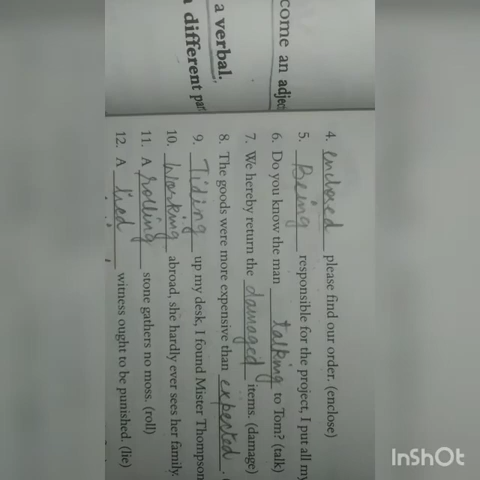 come an adjec
a verbal.
different par
4. enclosed please find our order. (enclose)
5. Being responsible for the project, I put all my
6. Do you know the man talking to Tom? (talk)
7. We hereby return the damaged items. (damage)
8. The goods were more expensive than expected. (
9. Tiding up my desk, I found Mister Thompson
10. Working abroad, she hardly ever sees her family.
11. A rolling stone gathers no moss. (roll)
12. A lied witness ought to be punished. (lie)
InShOt